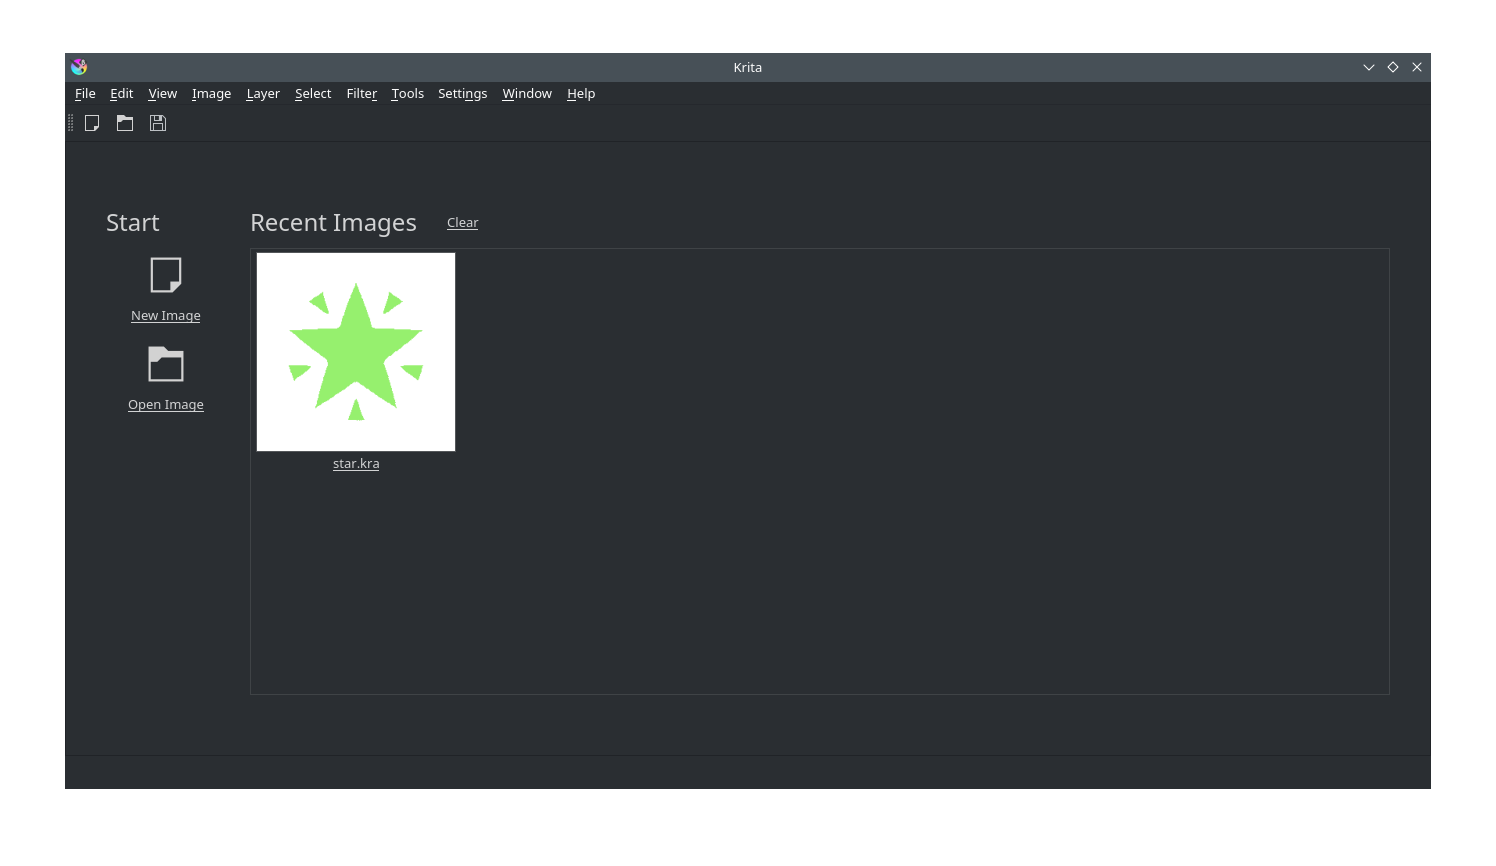 Krita
File Edit View Image Layer Select Filter Tools Settings Window Help
Start
New Image
Open Image
Recent Images Clear
star.kra